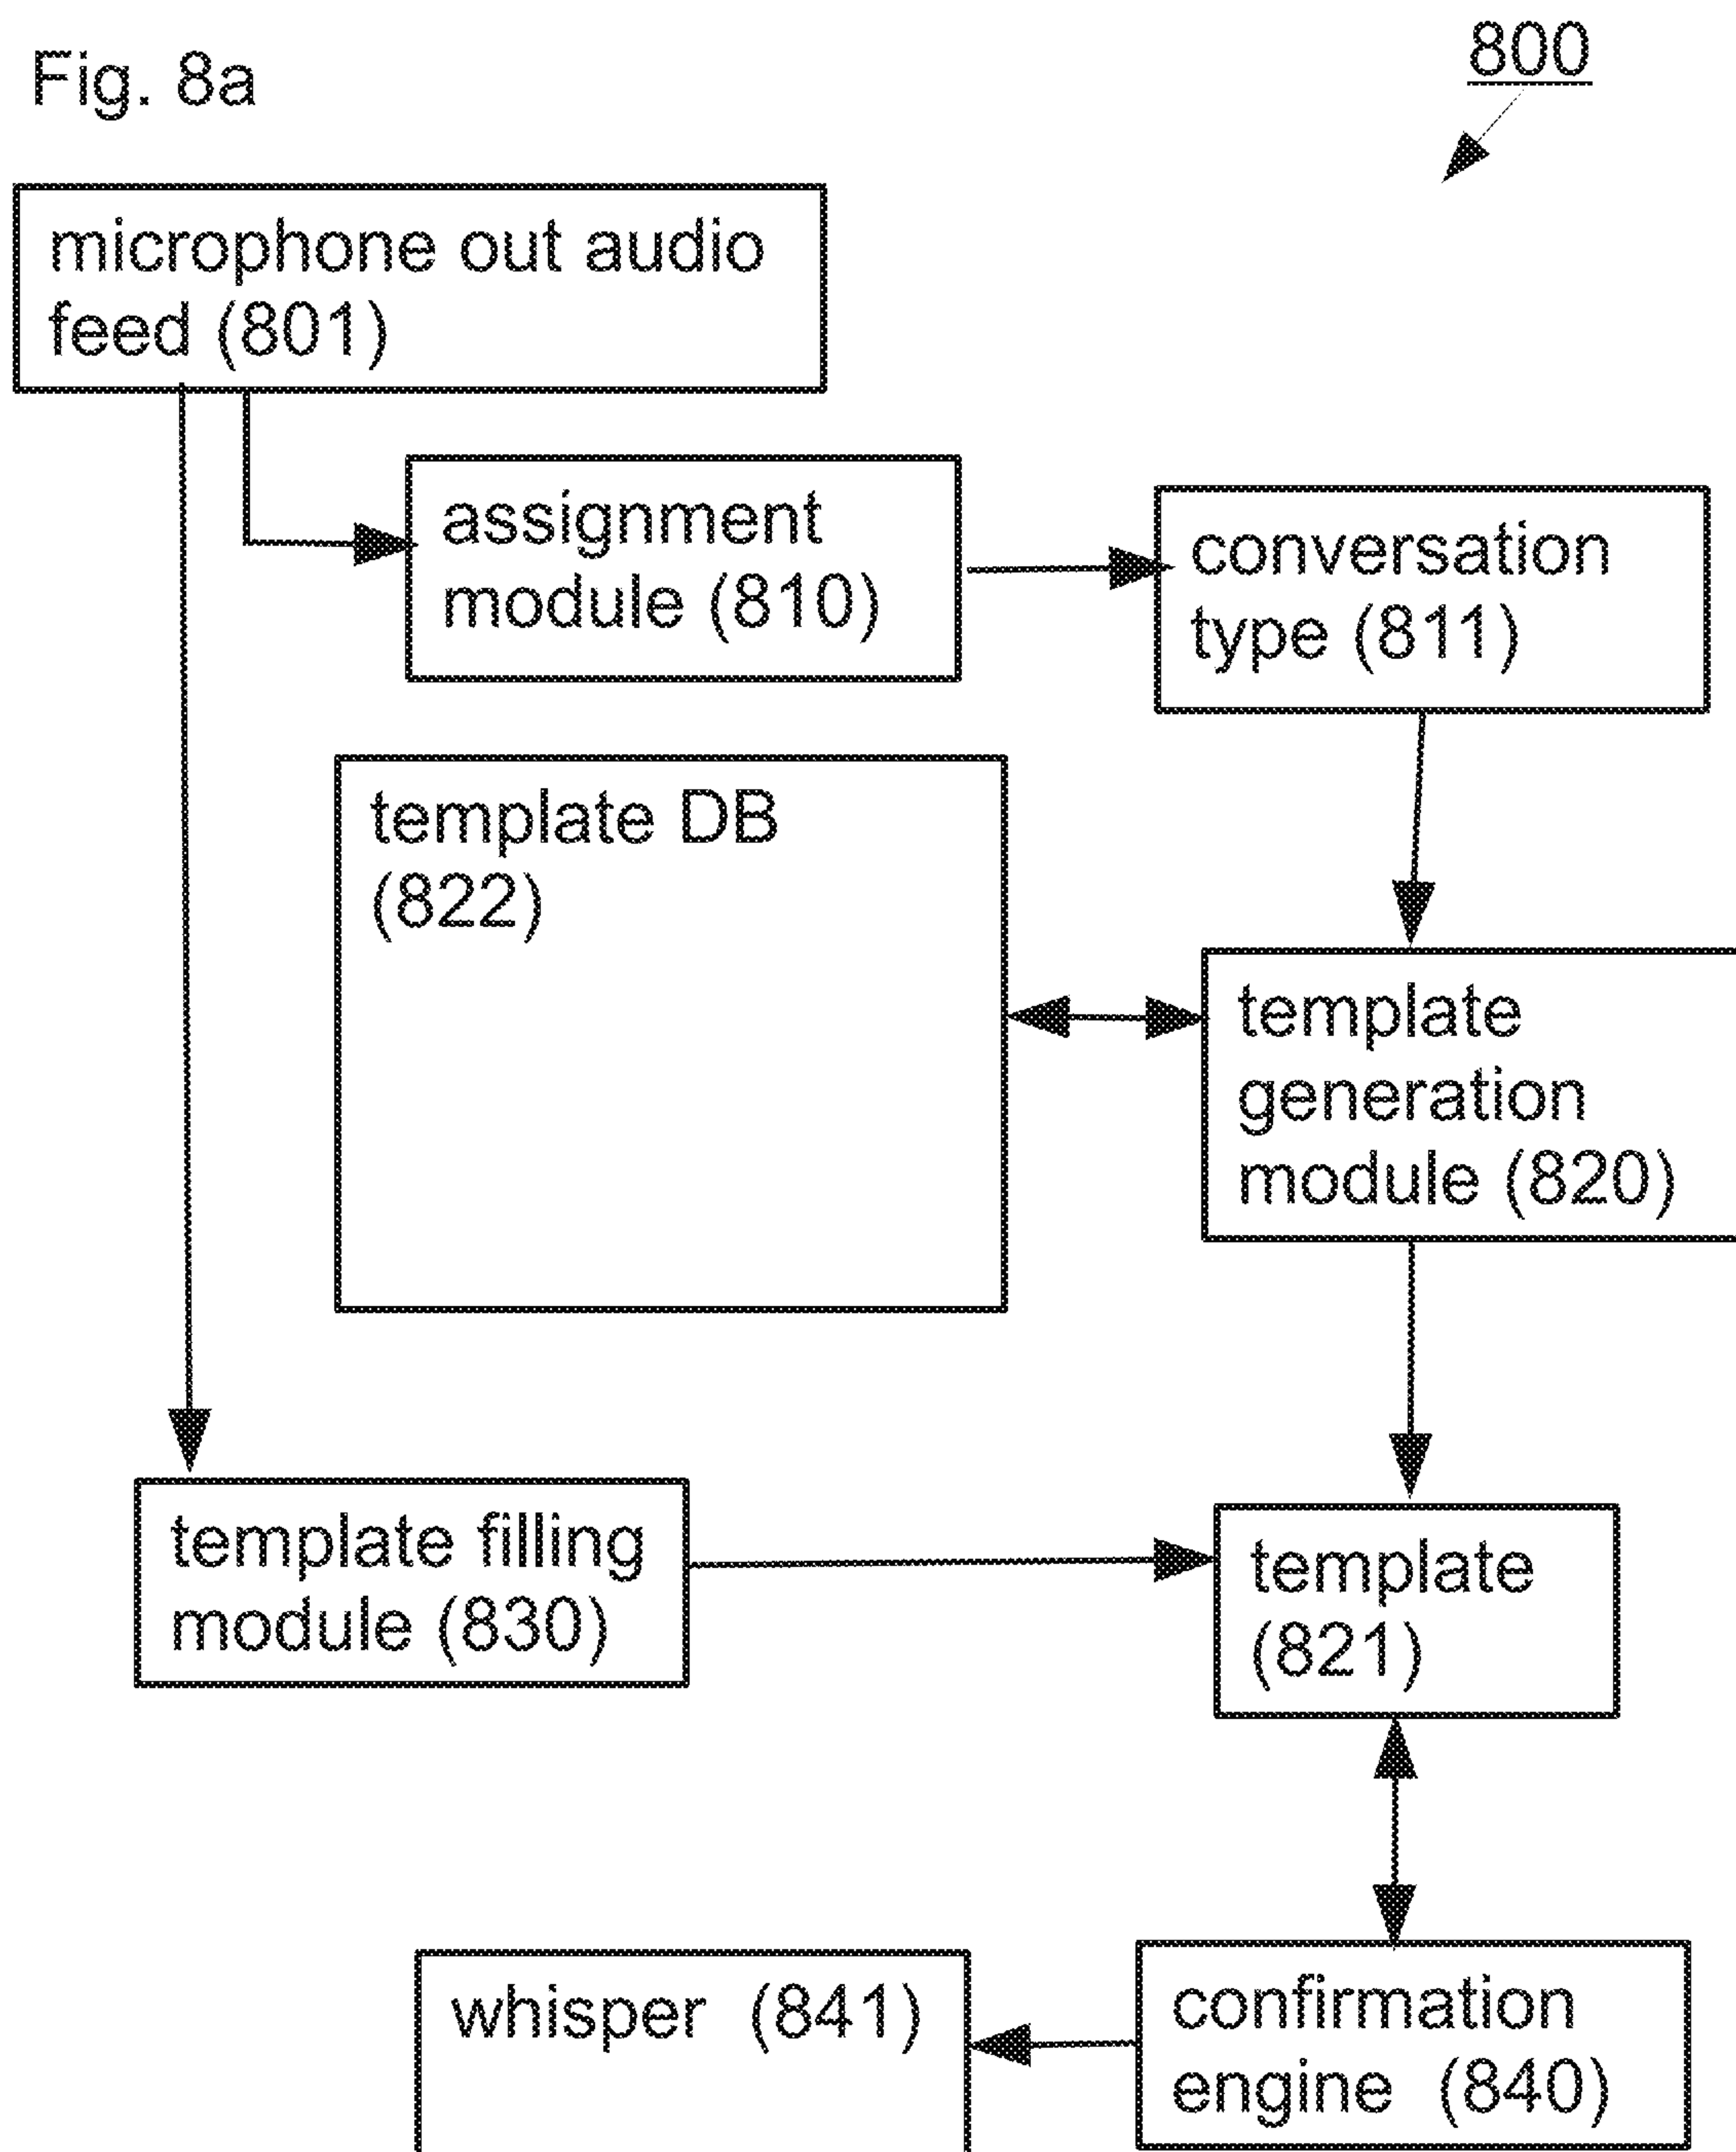 Fig. 8a
800
microphone out audio
feed (801)
assignment
module (810)
conversation
type (811)
template DB
(822)
template
generation
module (820)
template filling
module (830)
template
(821)
whisper (841)
confirmation
engine (840)